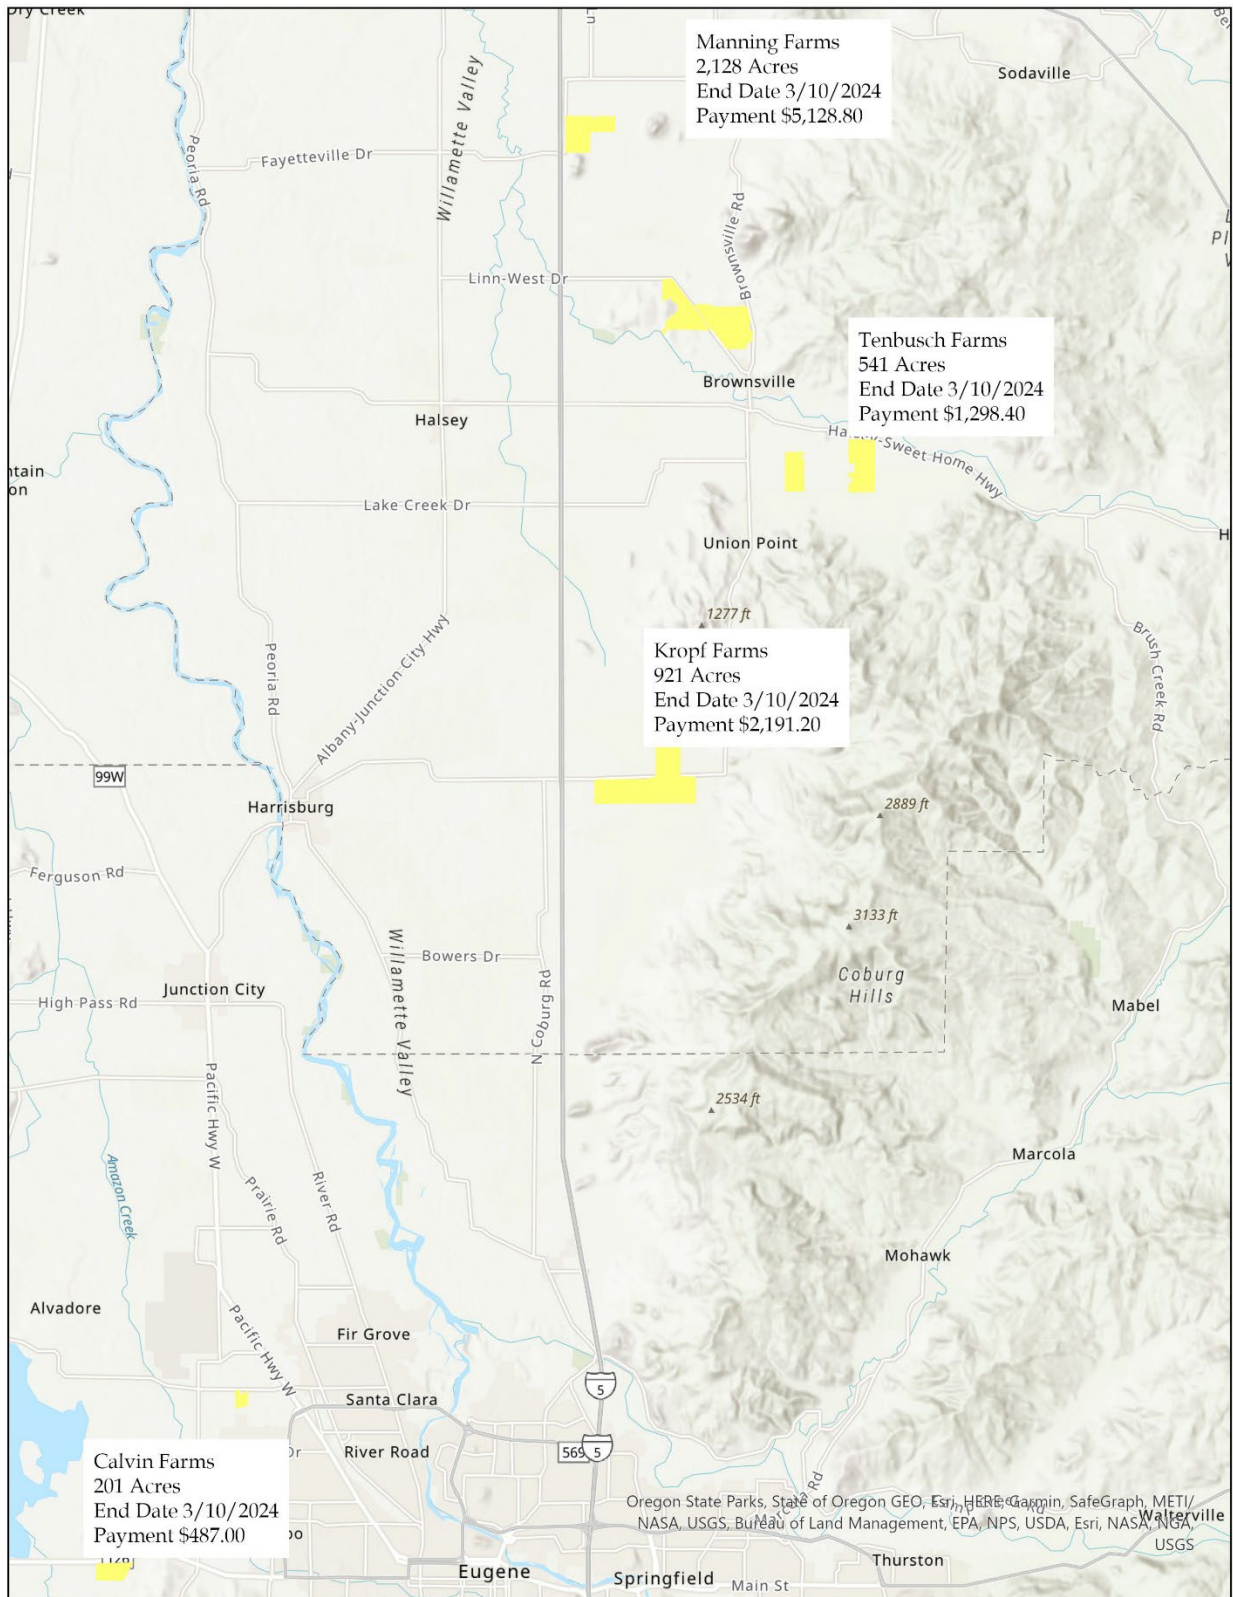 Dry Creek
Manning Farms
2,128 Acres
End Date 3/10/2024
Payment $5,128.80
Sodaville
Willamette Valley
Peoria Rd
Fayetteville Dr
Brownsville Rd
Linn-West Dr
Tenbusch Farms
541 Acres
End Date 3/10/2024
Payment $1,298.40
Brownsville
Halsey
Sweet Home Hwy
ntain
on
Lake Creek Dr
Union Point
1277 ft
Kropf Farms
921 Acres
End Date 3/10/2024
Payment $2,191.20
Brush Creek Rd
Peoria Rd
Albany-Junction City Hwy
99W
Harrisburg
2889 ft
Ferguson Rd
3133 ft
Willamette Valley
Bowers Dr
Coburg
Hills
Junction City
High Pass Rd
N Coburg Rd
Mabel
Pacific Hwy W
2534 ft
Amazon Creek
Marcola
Prairie Rd
River Rd
Mohawk
Alvadore
Pacific Hwy W
Fir Grove
Santa Clara
5
River Road
569
5
Calvin Farms
201 Acres
End Date 3/10/2024
Payment $487.00
Marcola Rd
Oregon State Parks, State of Oregon GEO, Esri, HERE, Garmin, SafeGraph, METI/
NASA, USGS, Bureau of Land Management, EPA, NPS, USDA, Esri, NASA, NGA,
USGS
Walterville
Thurston
Eugene
Springfield
Main St